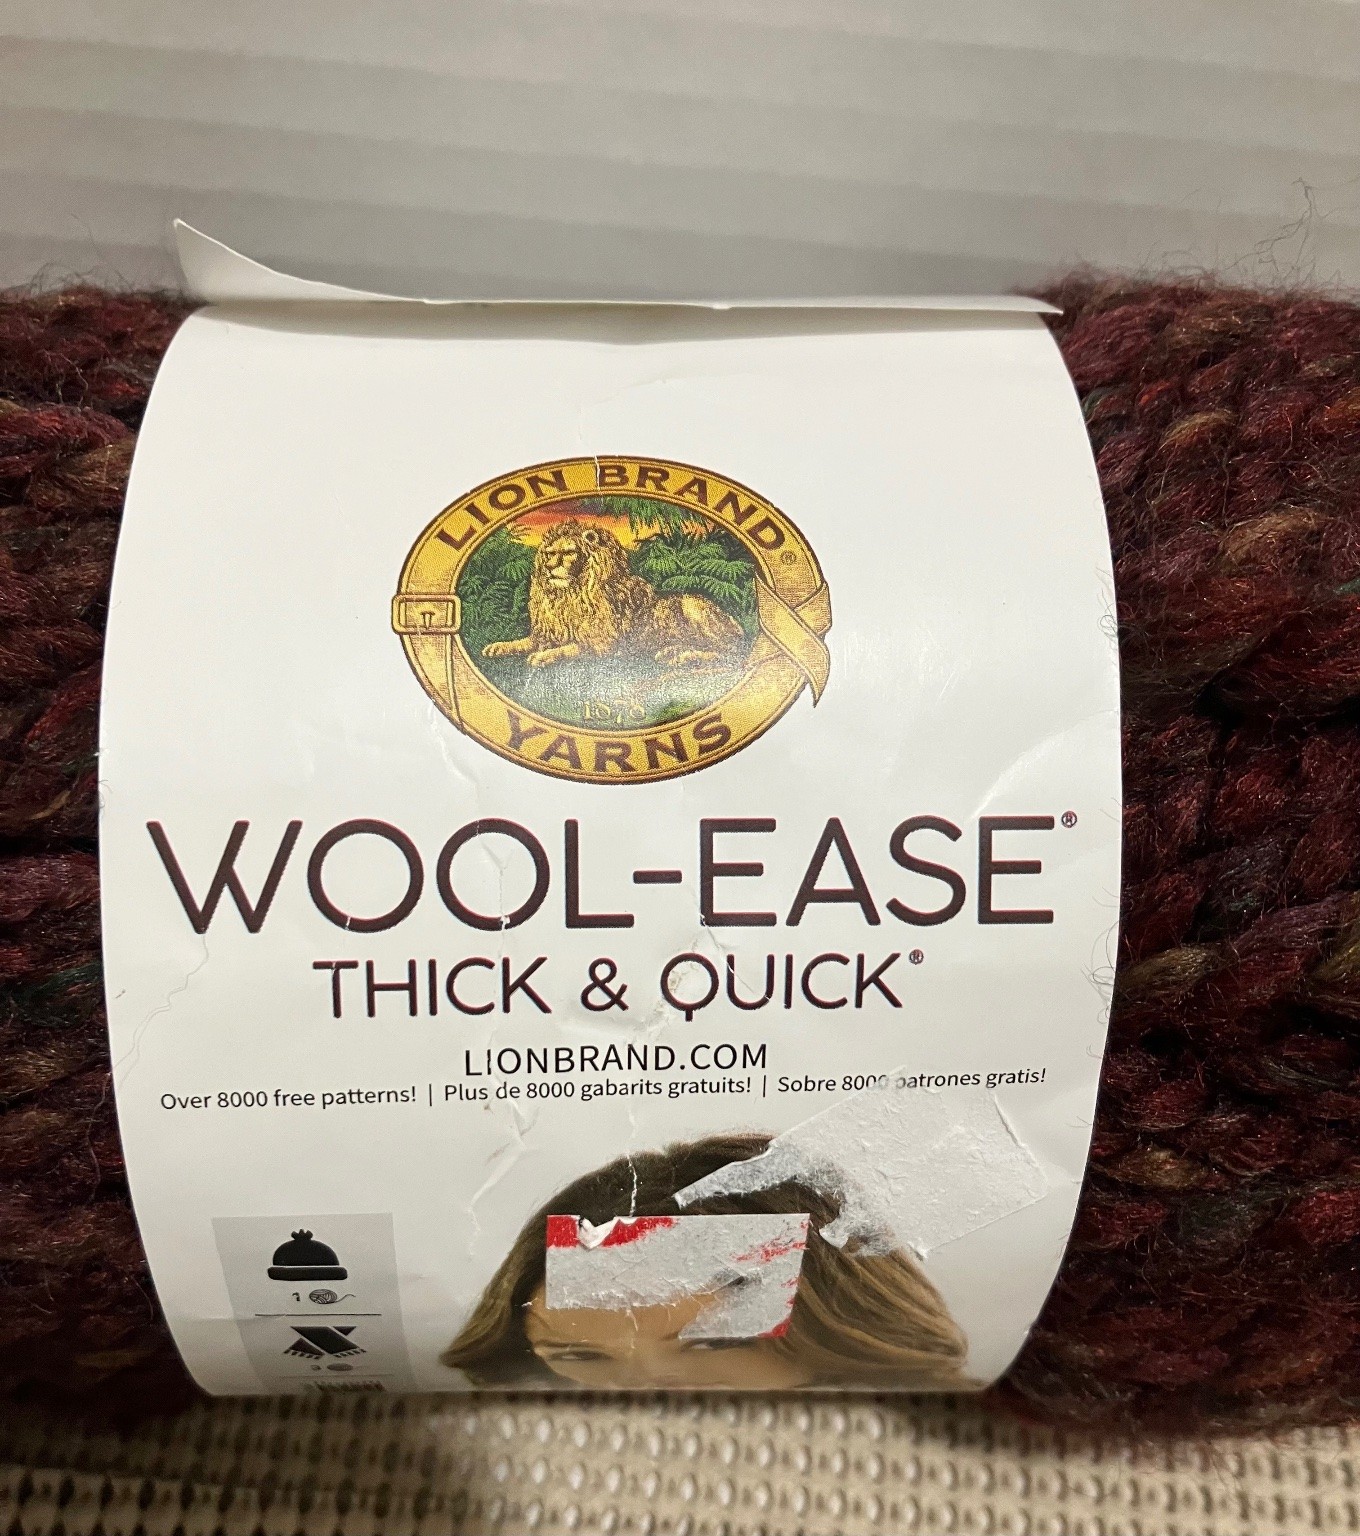 LION BRAND®
1878
YARNS
WOOL-EASE®
THICK & QUICK®
LIONBRAND.COM
Over 8000 free patterns! | Plus de 8000 gabarits gratuits! | Sobre 8000 patrones gratis!
1
3